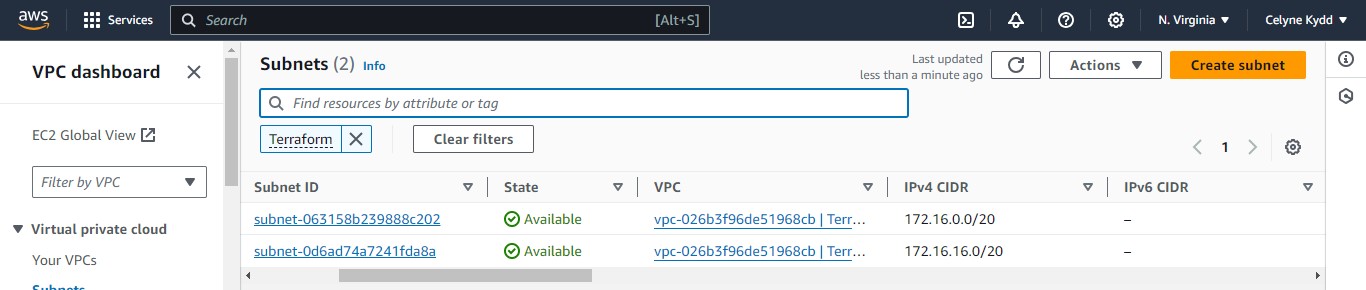 aws
Services
Search
[Alt+S]
N. Virginia
Celyne Kydd
VPC dashboard
EC2 Global View
Filter by VPC
Virtual private cloud
Your VPCs
Subnets
Subnets (2) Info
Last updated
less than a minute ago
Actions
Create subnet
Find resources by attribute or tag
Terraform
Clear filters
1
Subnet ID State VPC IPv4 CIDR IPv6 CIDR
subnet-063158b239888c202 Available vpc-026b3f96de51968cb | Terr… 172.16.0.0/20 –
subnet-0d6ad74a7241fda8a Available vpc-026b3f96de51968cb | Terr… 172.16.16.0/20 –